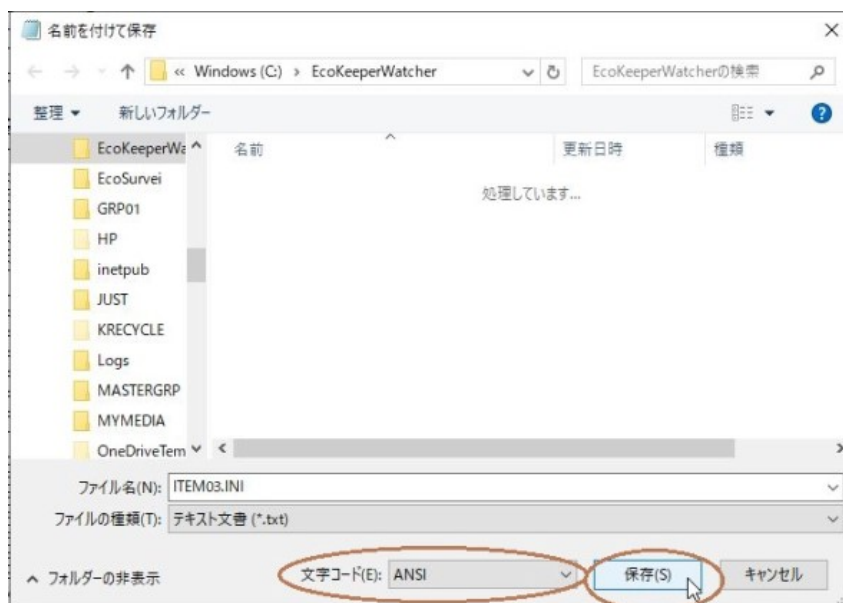 名前を付けて保存
« Windows (C:) › EcoKeeperWatcher
EcoKeeperWatcherの検索
整理
新しいフォルダー
名前
更新日時
種類
処理しています...
EcoKeeperWa
EcoSurvei
GRP01
HP
inetpub
JUST
KRECYCLE
Logs
MASTERGRP
MYMEDIA
OneDriveTem
ファイル名(N): ITEM03.INI
ファイルの種類(T): テキスト文書 (*.txt)
フォルダーの非表示
文字コード(E): ANSI
保存(S)
キャンセル